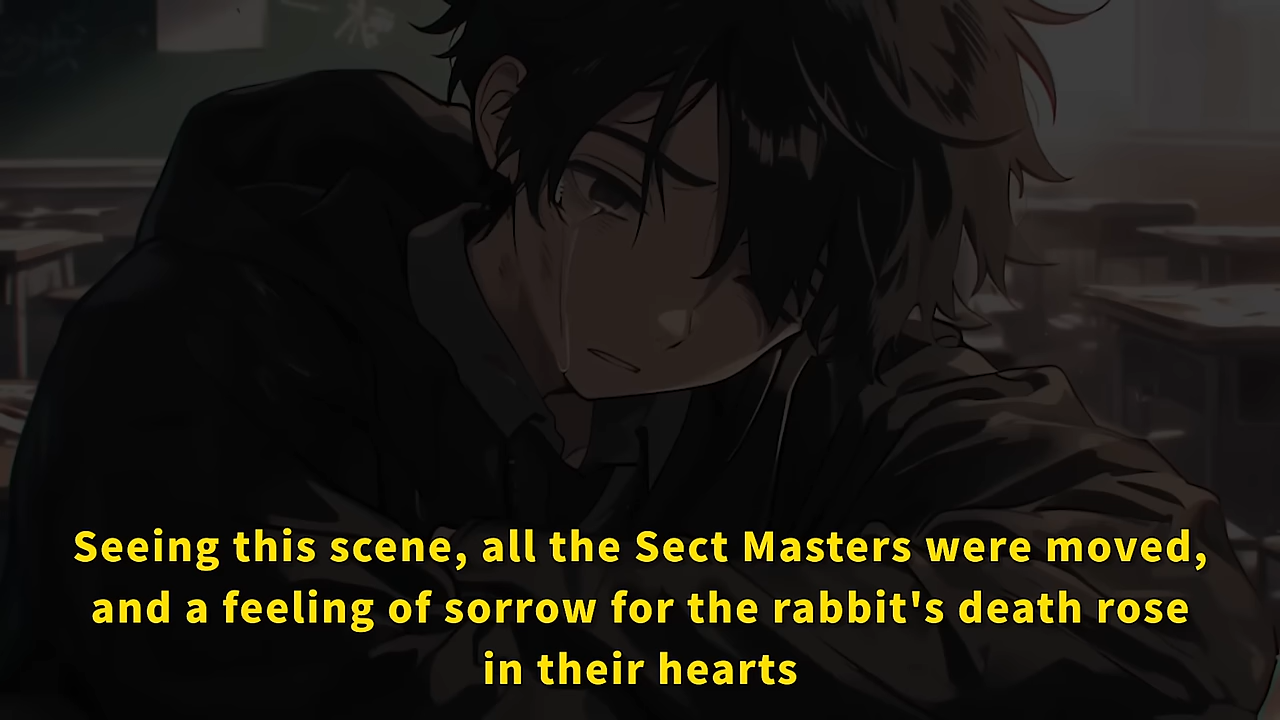 Seeing this scene, all the Sect Masters were moved,
and a feeling of sorrow for the rabbit's death rose
in their hearts